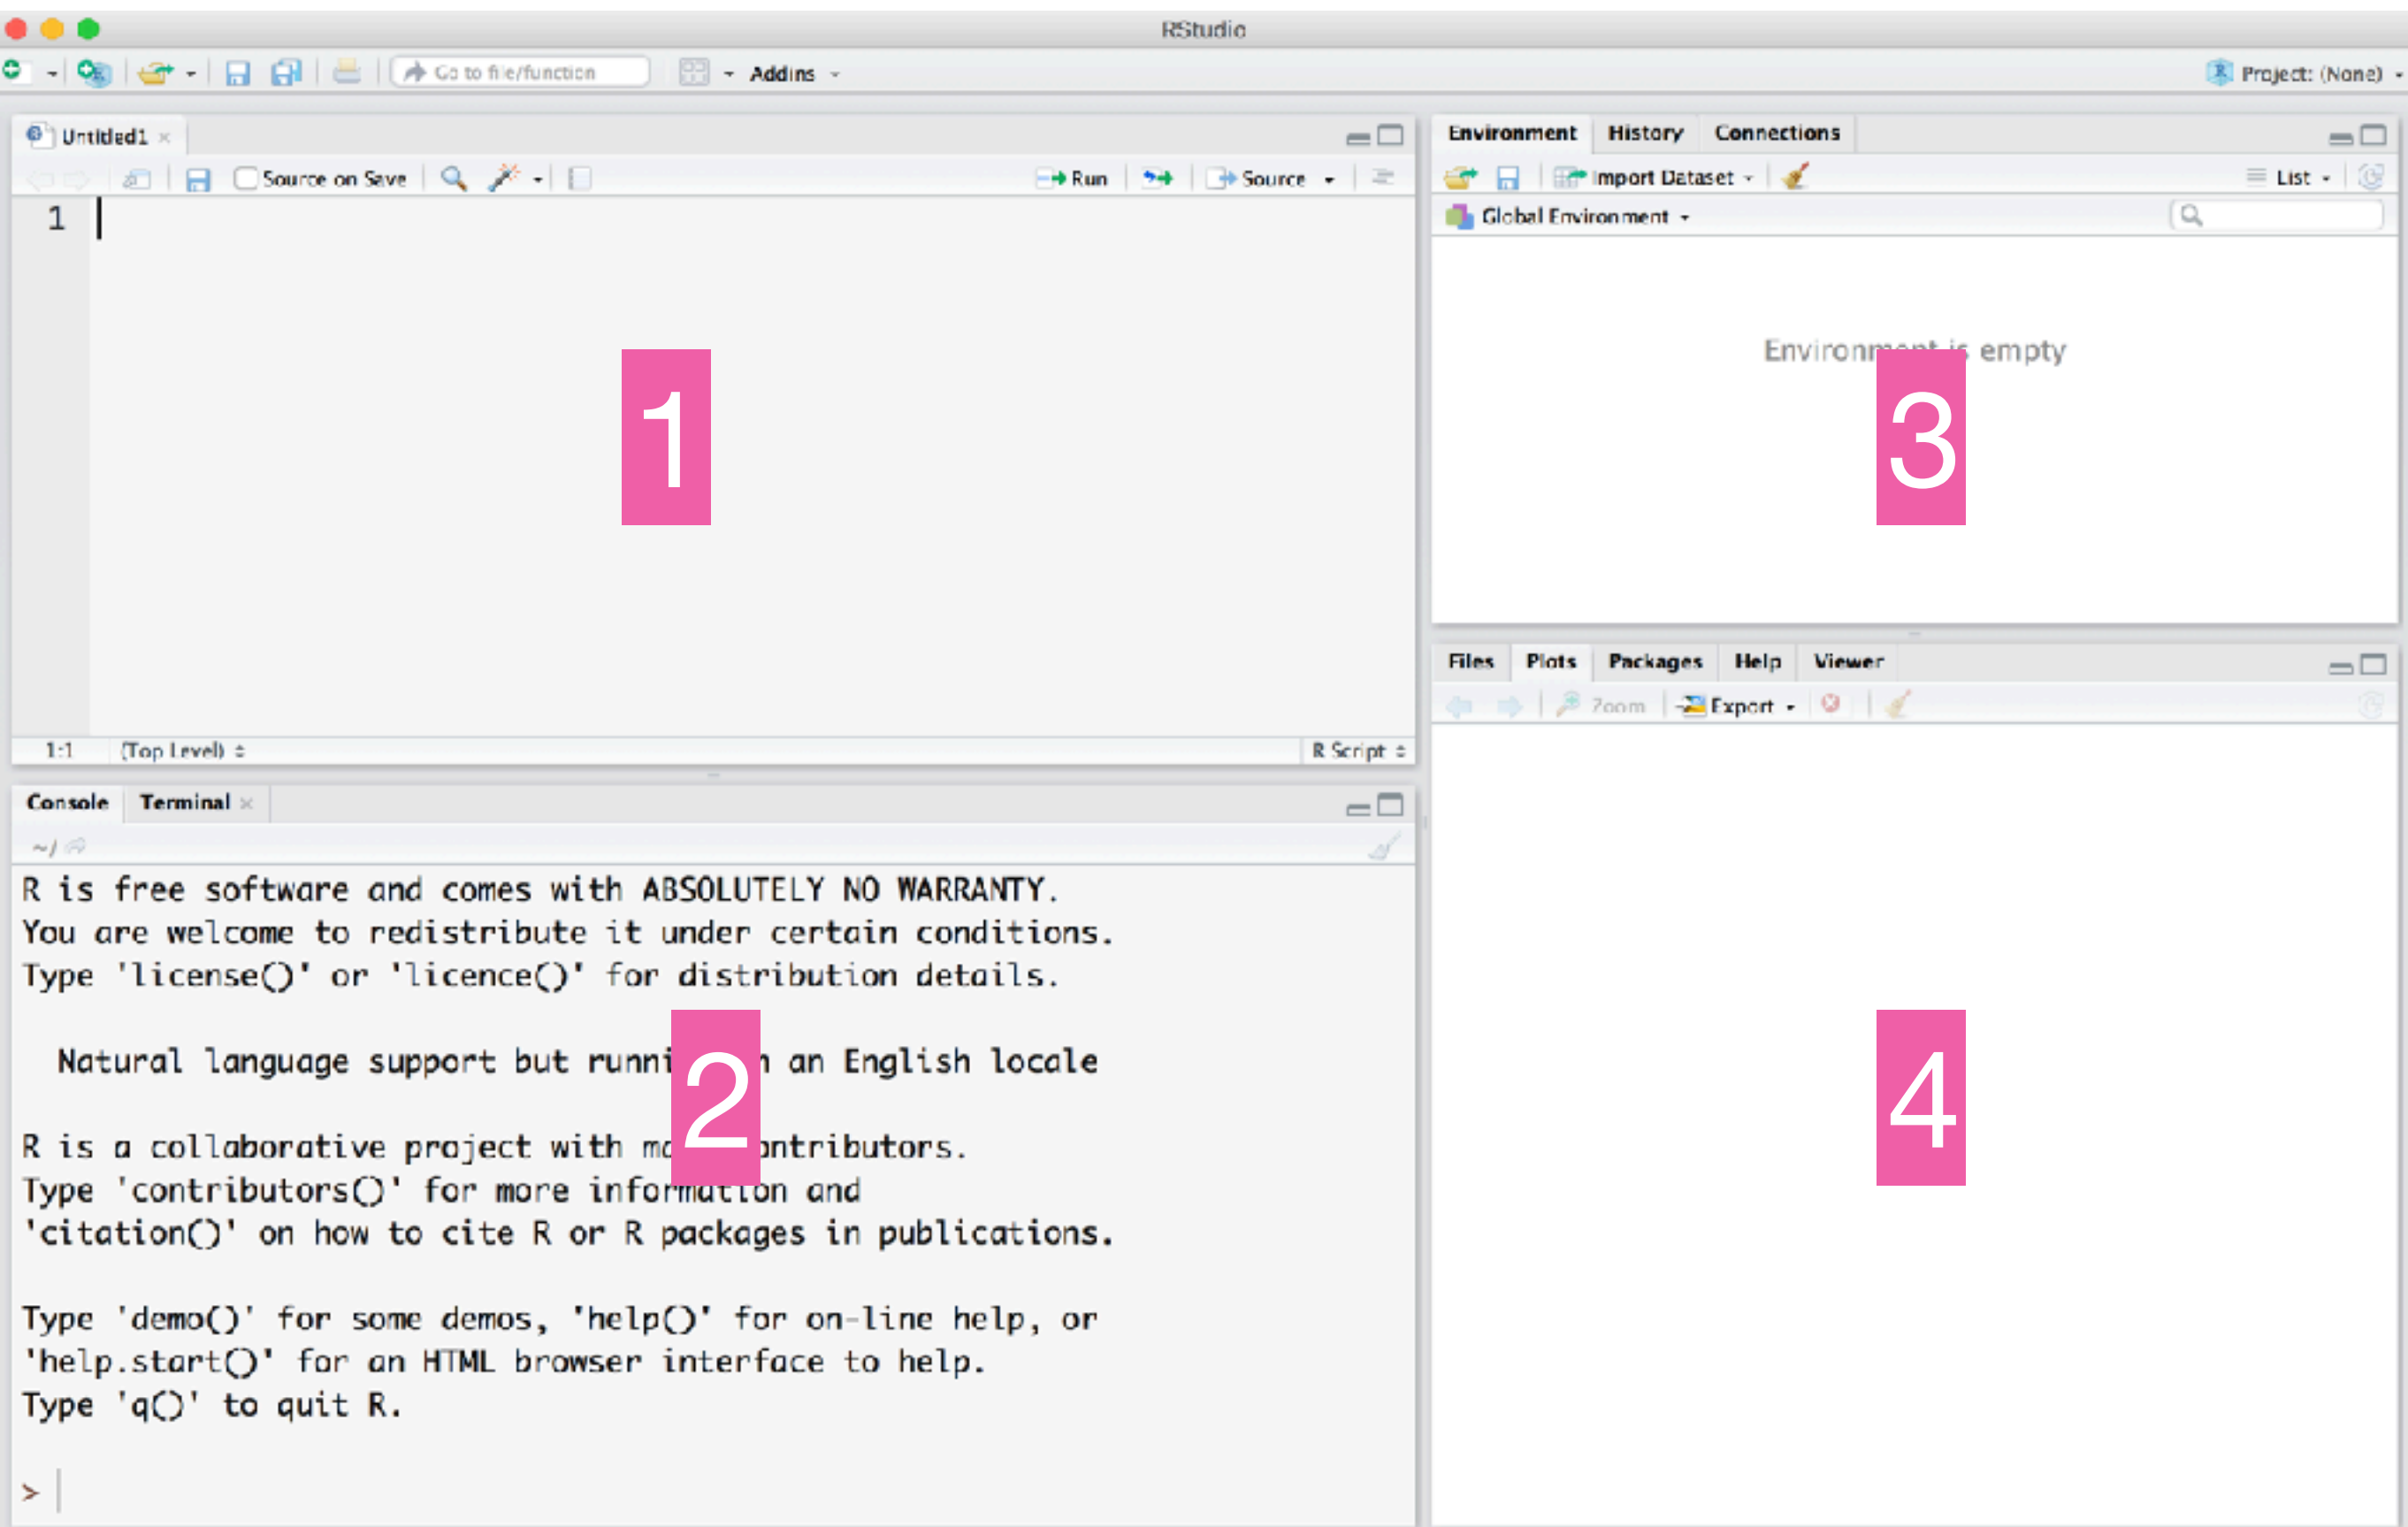 RStudio
Go to file/function Addins Project: (None)
Untitled1
Source on Save Run Source
1
1
1:1 (Top Level) R Script
Console Terminal
~/
R is free software and comes with ABSOLUTELY NO WARRANTY.
You are welcome to redistribute it under certain conditions.
Type 'license()' or 'licence()' for distribution details.
Natural language support but runni n an English locale
2
R is a collaborative project with ma ontributors.
Type 'contributors()' for more information and
'citation()' on how to cite R or R packages in publications.
Type 'demo()' for some demos, 'help()' for on-line help, or
'help.start()' for an HTML browser interface to help.
Type 'q()' to quit R.
>
Environment History Connections
Import Dataset List
Global Environment
Environment is empty
3
Files Plots Packages Help Viewer
Zoom Export
4